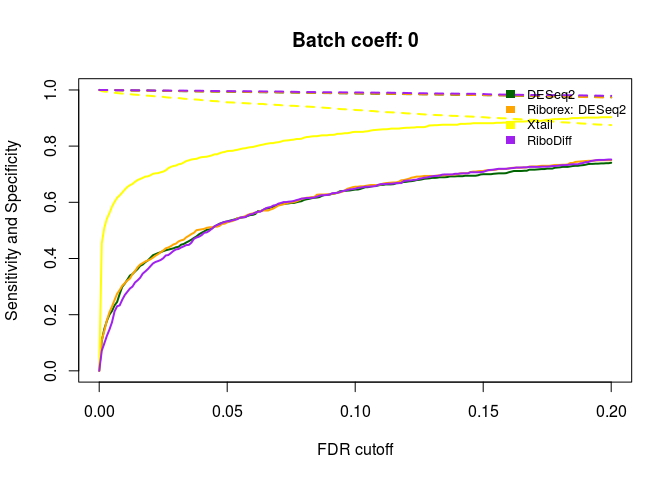 Batch coeff: 0
Sensitivity and Specificity
1.0
0.8
0.6
0.4
0.2
0.0
DESeq2
Riborex: DESeq2
Xtail
RiboDiff
0.00 0.05 0.10 0.15 0.20
FDR cutoff